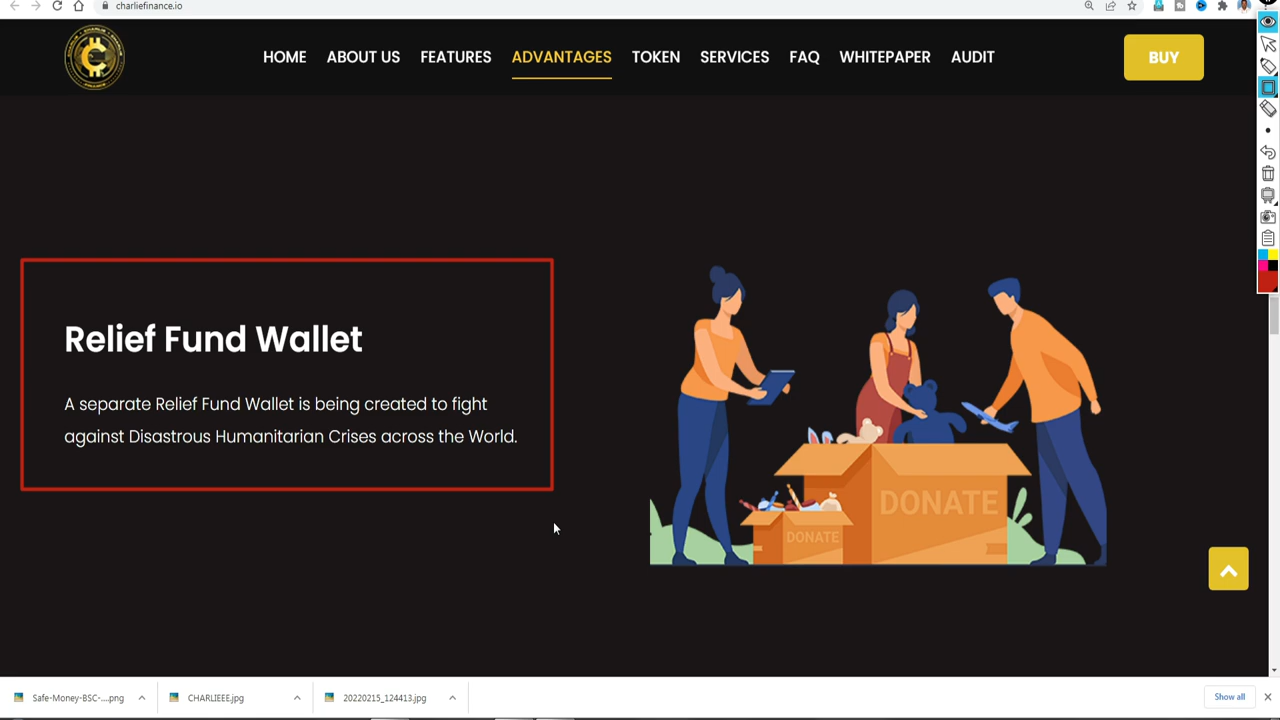 charliefinance.io
HOME ABOUT US FEATURES ADVANTAGES TOKEN SERVICES FAQ WHITEPAPER AUDIT BUY
Relief Fund Wallet
A separate Relief Fund Wallet is being created to fight
against Disastrous Humanitarian Crises across the World.
DONATE
DONATE
Safe-Money-BSC-....png CHARLIEEE.jpg 20220215_124413.jpg Show all